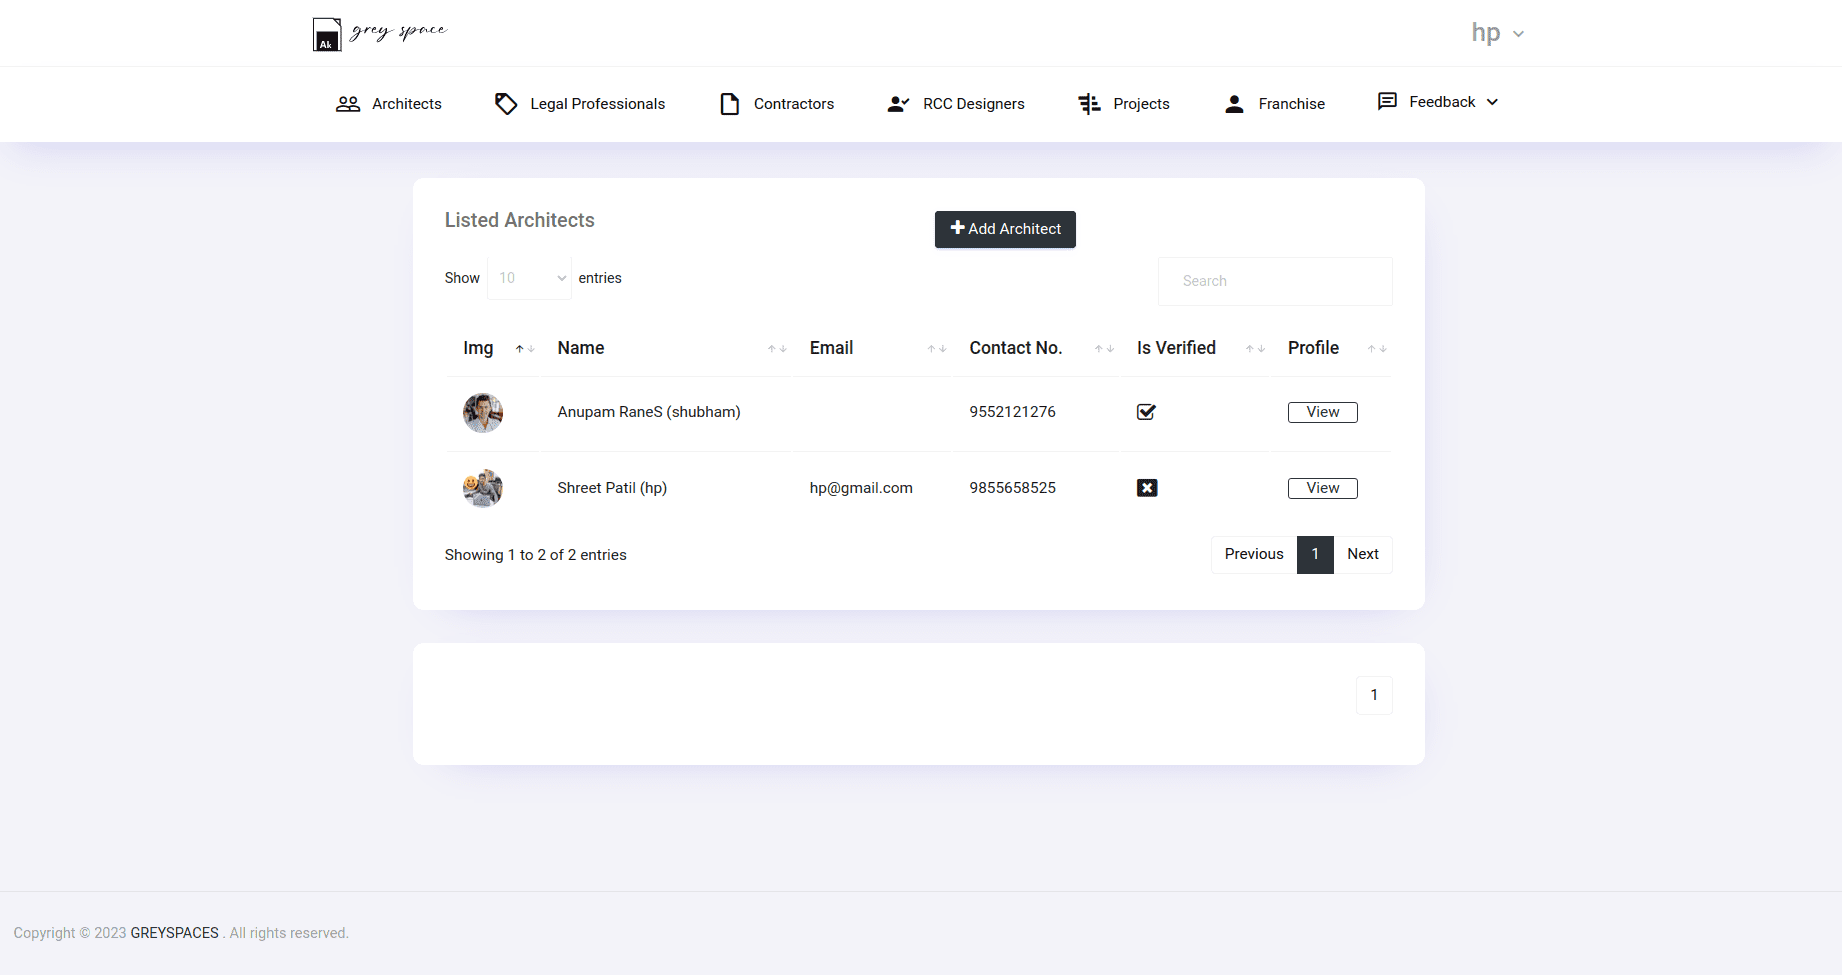 Ak grey space
hp
Architects Legal Professionals Contractors RCC Designers Projects Franchise Feedback
Listed Architects
Add Architect
Show 10 entries
Search
Img Name Email Contact No. Is Verified Profile
Anupam RaneS (shubham) 9552121276 View
Shreet Patil (hp) hp@gmail.com 9855658525 View
Showing 1 to 2 of 2 entries
Previous 1 Next
1
Copyright © 2023 GREYSPACES . All rights reserved.